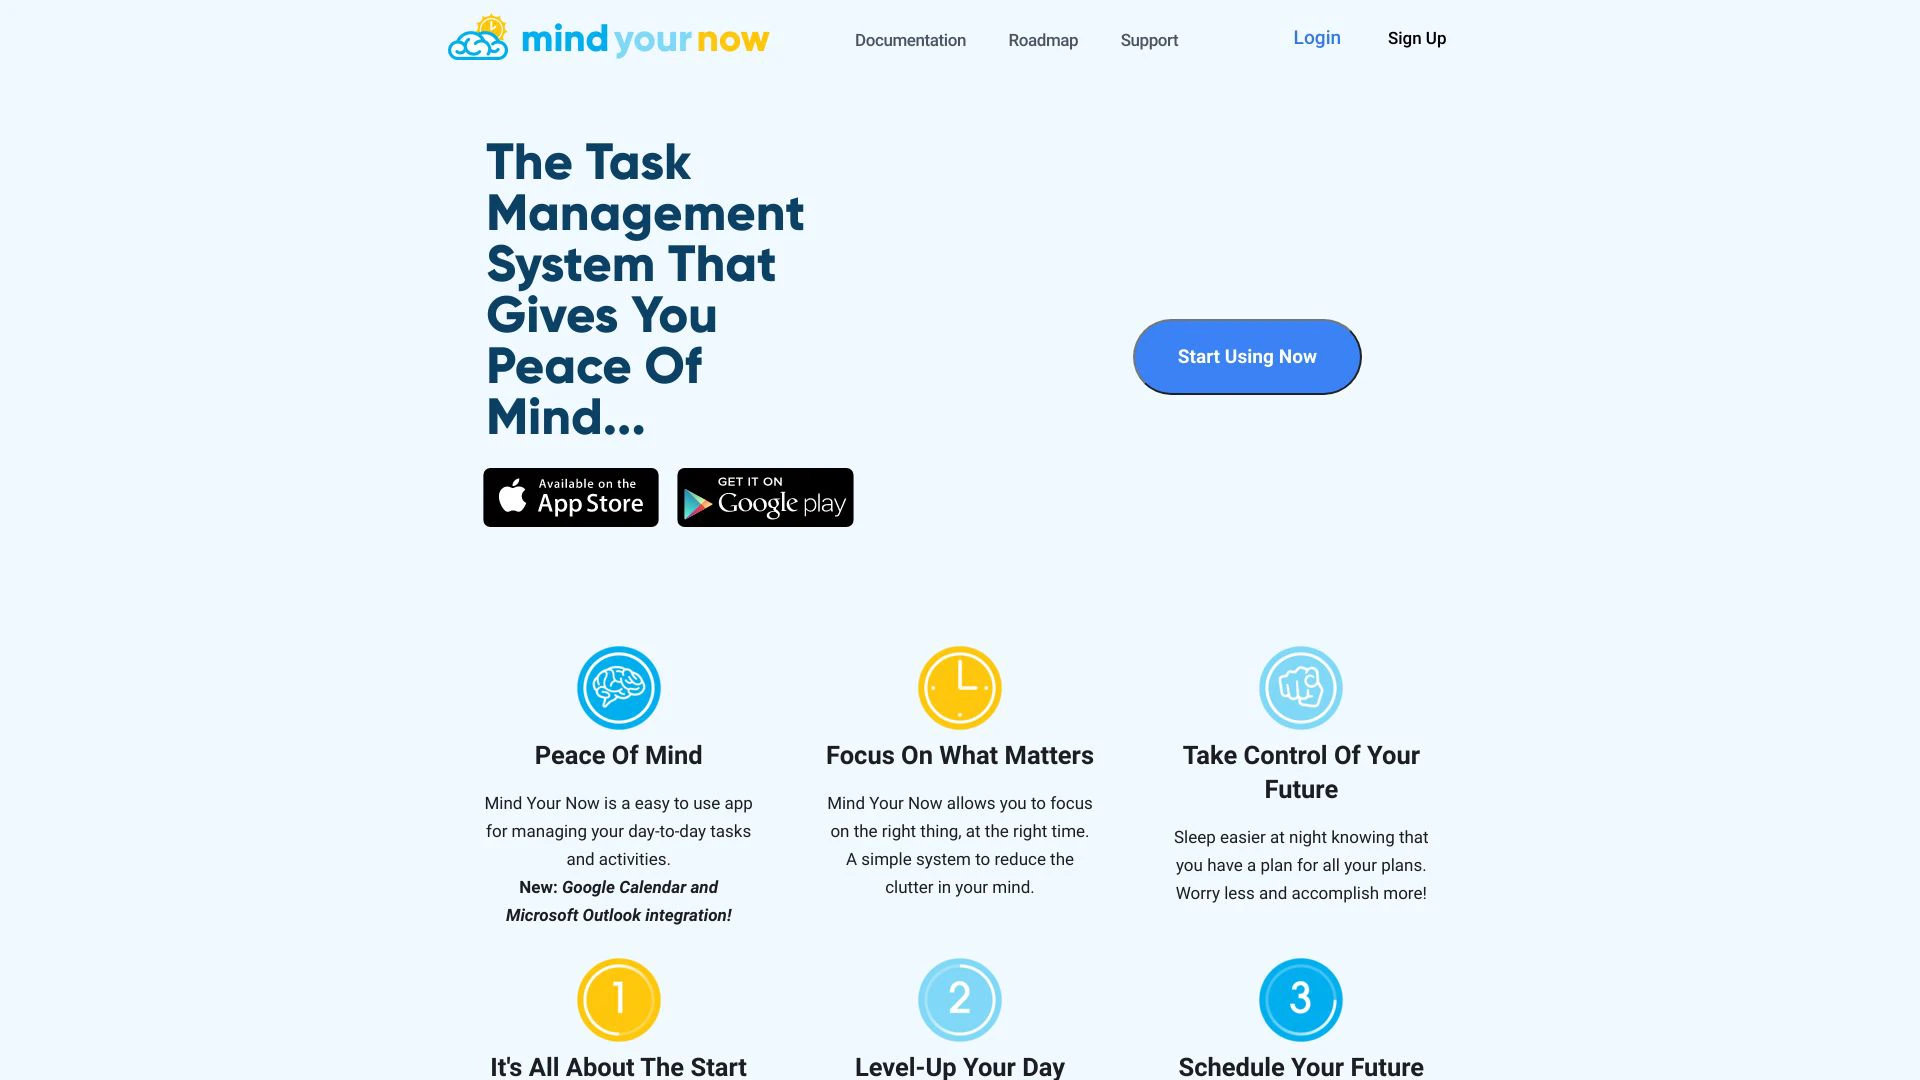 mind your now
Documentation
Roadmap
Support
Login
Sign Up
The Task
Management
System That
Gives You
Peace Of
Mind...
Start Using Now
Available on the
App Store
GET IT ON
Google play
Peace Of Mind
Mind Your Now is a easy to use app
for managing your day-to-day tasks
and activities.
New: Google Calendar and
Microsoft Outlook integration!
Focus On What Matters
Mind Your Now allows you to focus
on the right thing, at the right time.
A simple system to reduce the
clutter in your mind.
Take Control Of Your
Future
Sleep easier at night knowing that
you have a plan for all your plans.
Worry less and accomplish more!
1
It's All About The Start
2
Level-Up Your Day
3
Schedule Your Future